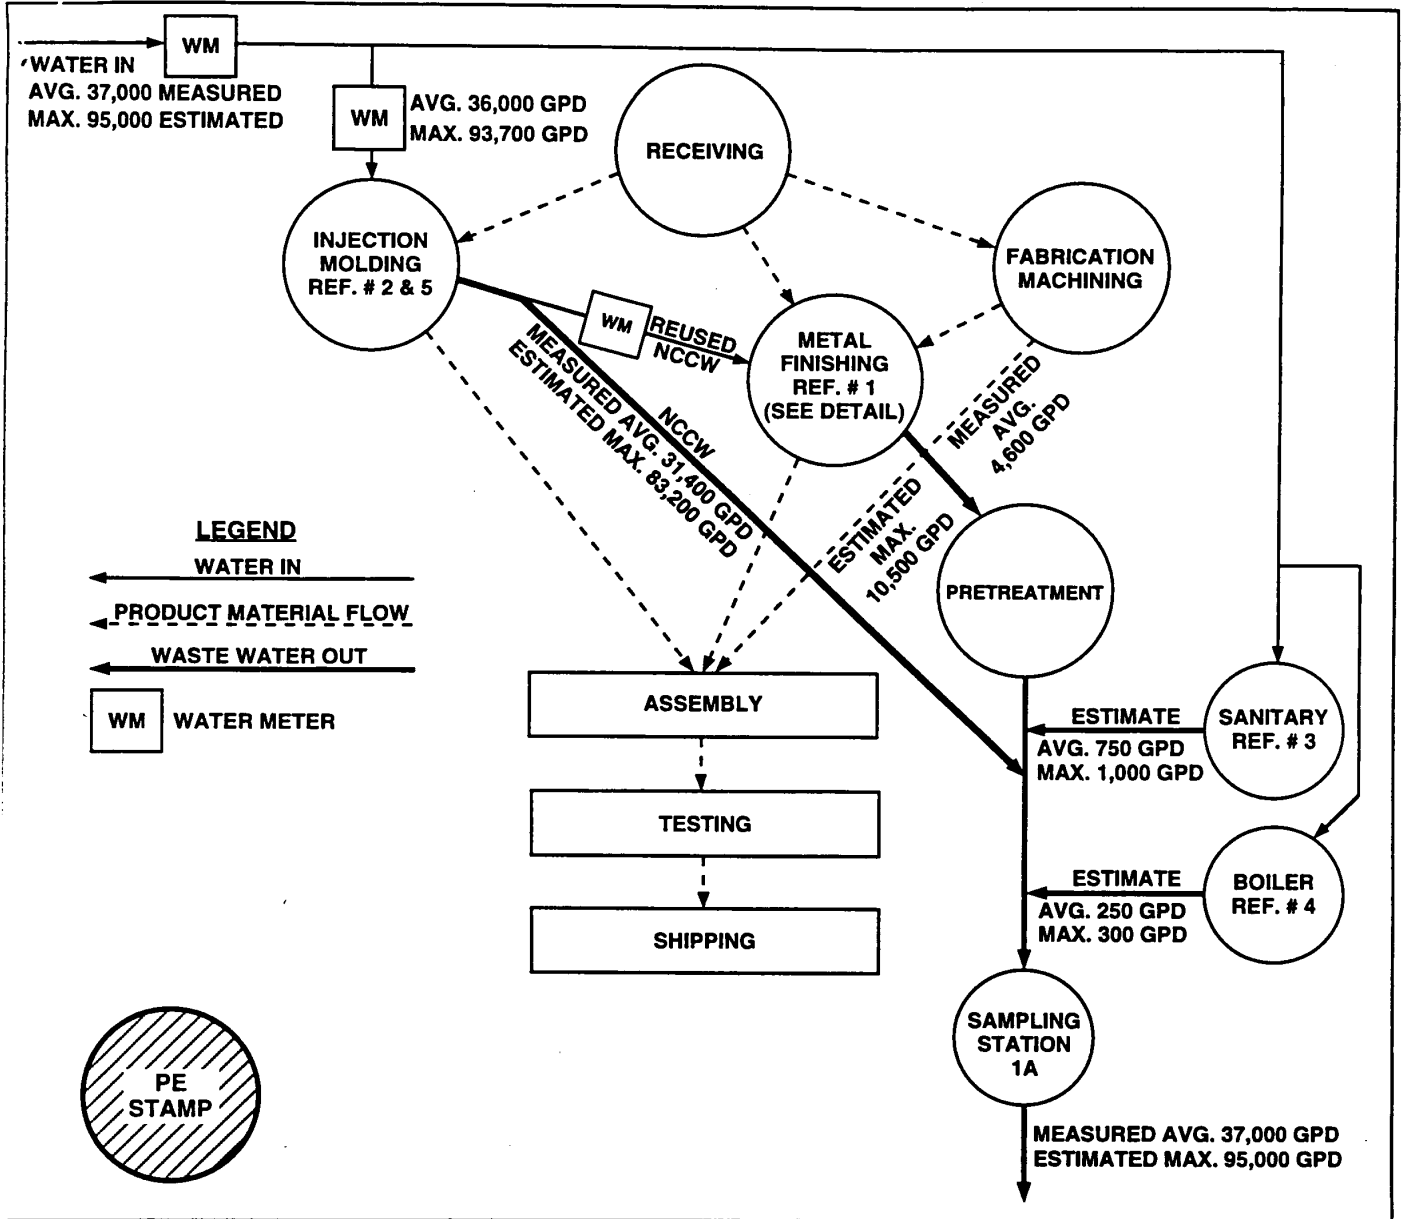 WM
WATER IN
AVG. 37,000 MEASURED
MAX. 95,000 ESTIMATED
WM
AVG. 36,000 GPD
MAX. 93,700 GPD
RECEIVING
INJECTION
MOLDING
REF. # 2 & 5
FABRICATION
MACHINING
WM
REUSED
NCCW
METAL
FINISHING
REF. # 1
(SEE DETAIL)
MEASURED
AVG.
4,600 GPD
NCCW
MEASURED AVG. 31,400 GPD
ESTIMATED MAX. 83,200 GPD
ESTIMATED
MAX.
10,500 GPD
PRETREATMENT
LEGEND
WATER IN
PRODUCT MATERIAL FLOW
WASTE WATER OUT
WM
WATER METER
ASSEMBLY
TESTING
SHIPPING
ESTIMATE
AVG. 750 GPD
MAX. 1,000 GPD
SANITARY
REF. # 3
ESTIMATE
AVG. 250 GPD
MAX. 300 GPD
BOILER
REF. # 4
SAMPLING
STATION
1A
PE
STAMP
MEASURED AVG. 37,000 GPD
ESTIMATED MAX. 95,000 GPD